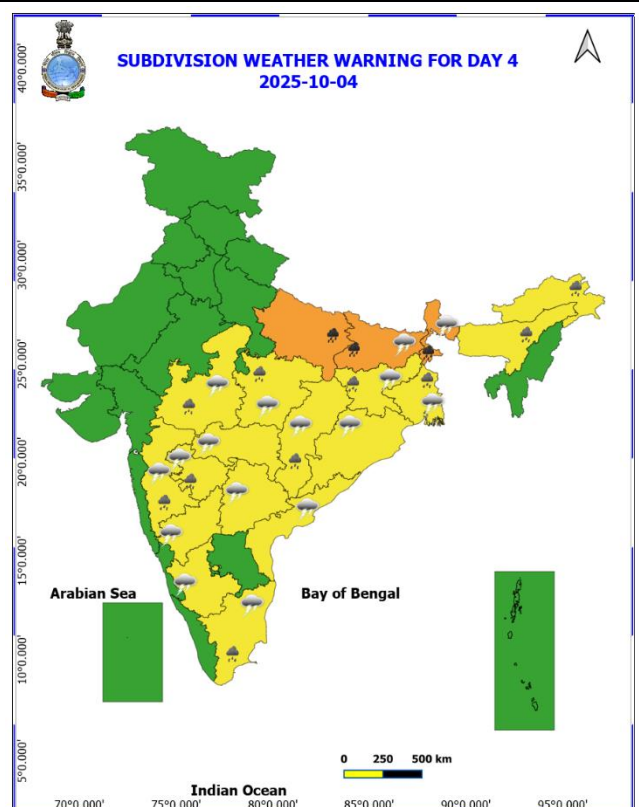 SUBDIVISION WEATHER WARNING FOR DAY 4
2025-10-04
40°0.000'
35°0.000'
30°0.000'
25°0.000'
20°0.000'
15°0.000'
10°0.000'
5°0.000'
Arabian Sea
Bay of Bengal
0 250 500 km
Indian Ocean
70°0.000' 75°0.000' 80°0.000' 85°0.000' 90°0.000' 95°0.000'